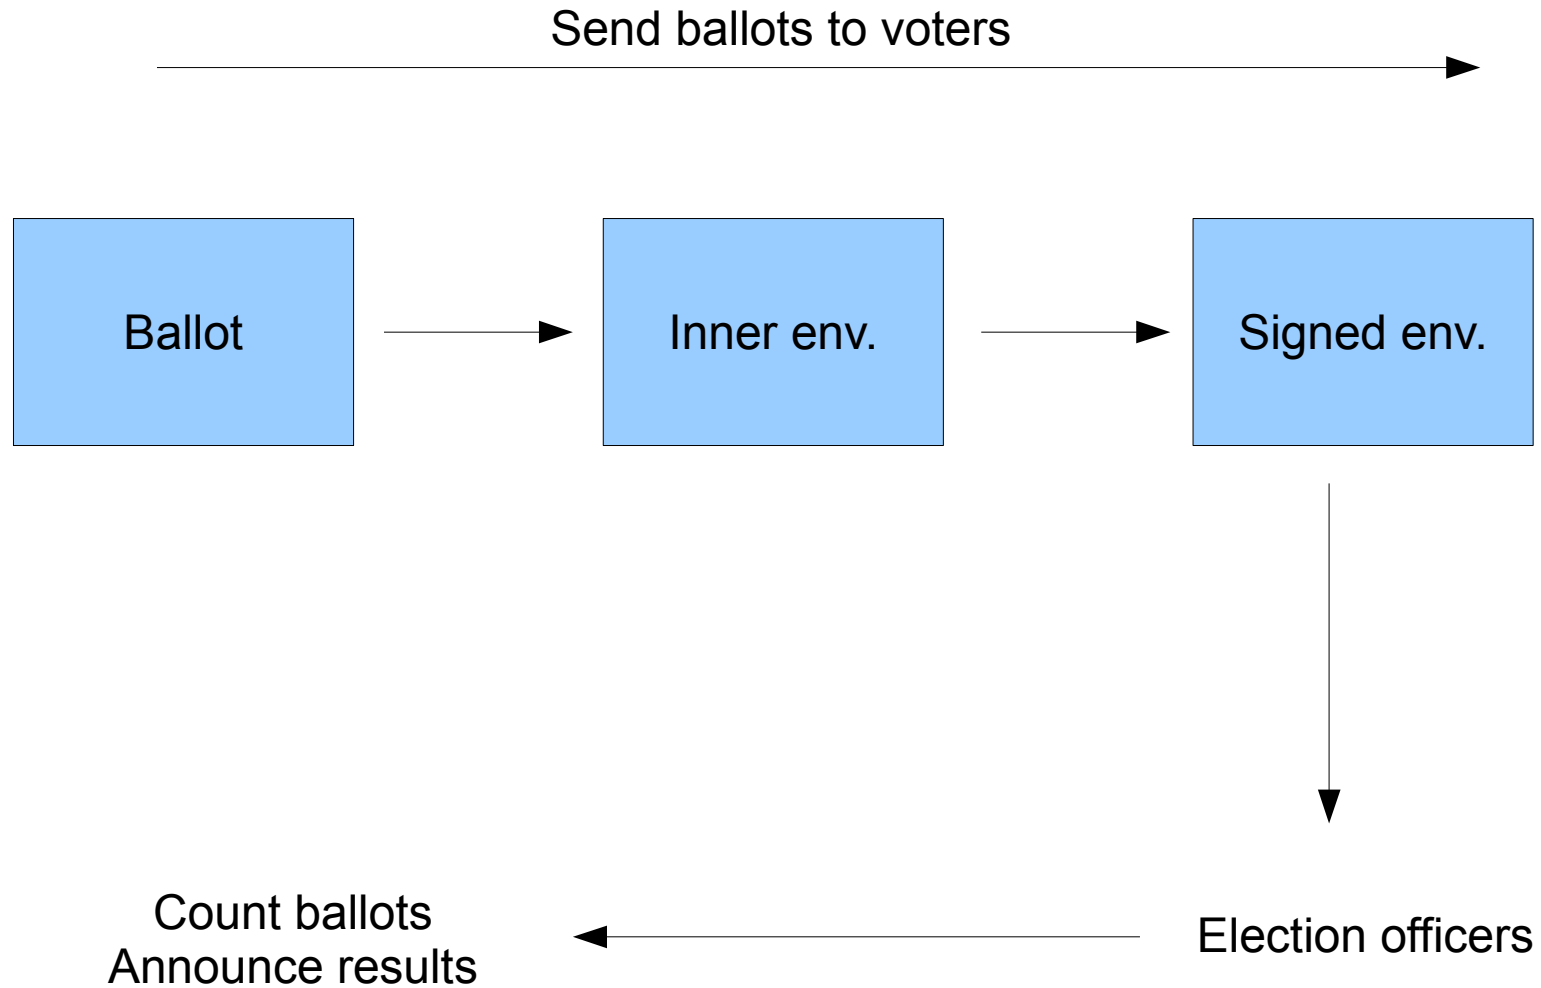 Send ballots to voters
Ballot
Inner env.
Signed env.
Count ballots
Announce results
Election officers